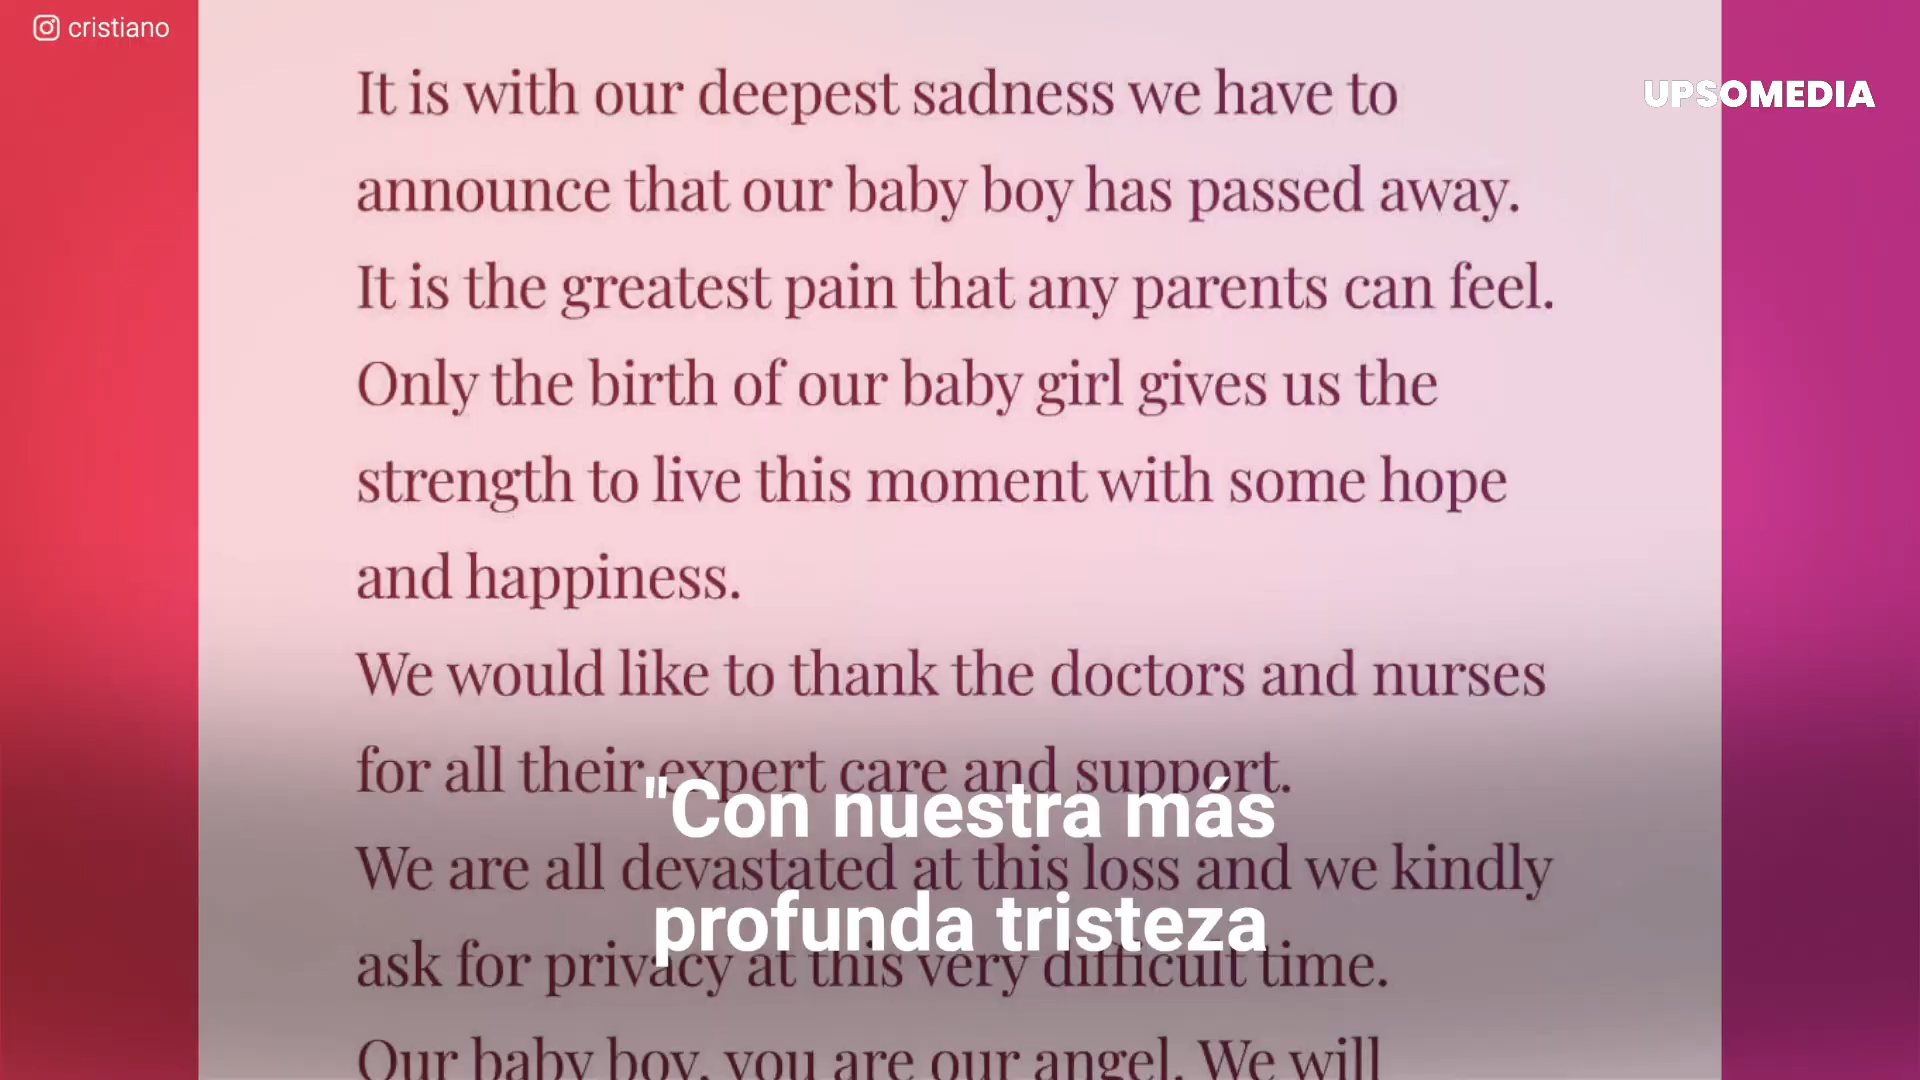 cristiano
UPSOMEDIA
It is with our deepest sadness we have to
announce that our baby boy has passed away.
It is the greatest pain that any parents can feel.
Only the birth of our baby girl gives us the
strength to live this moment with some hope
and happiness.
We would like to thank the doctors and nurses
for all their expert care and support.
"Con nuestra más
We are all devastated at this loss and we kindly
profunda tristeza
ask for privacy at this very difficult time.
Our baby boy, you are our angel. We will